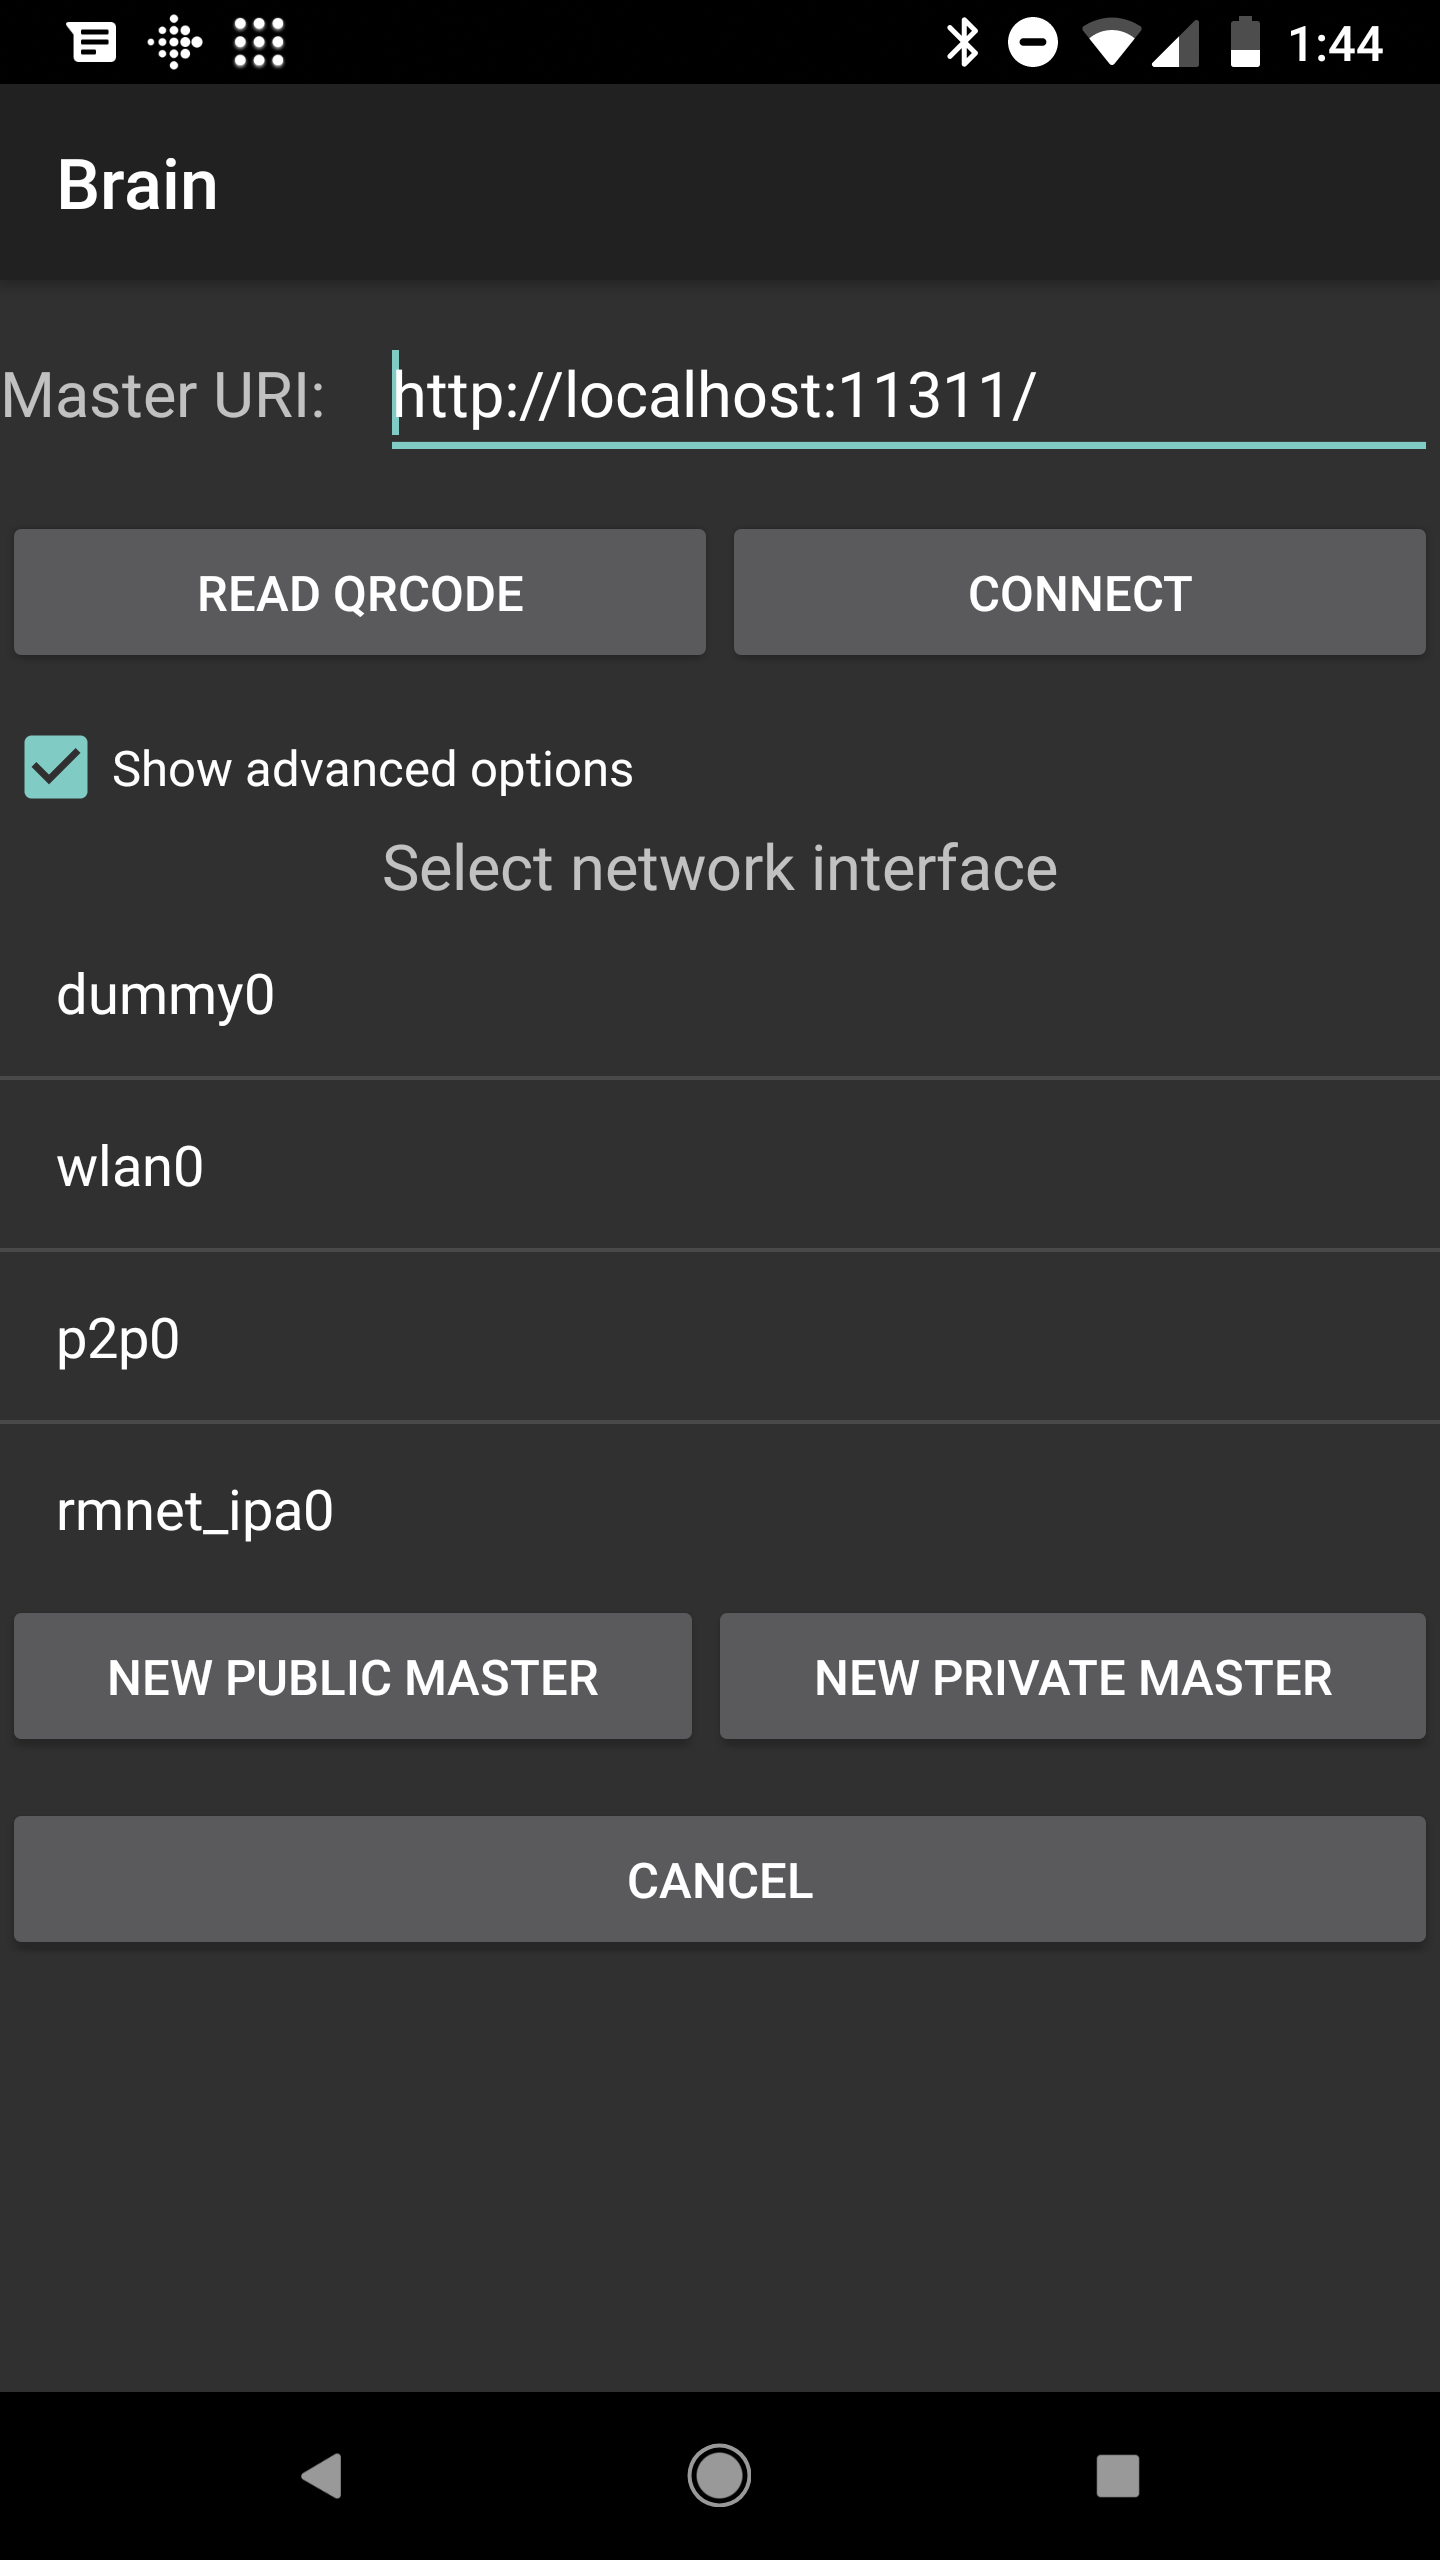 1:44
Brain
Master URI: http://localhost:11311/
READ QRCODE CONNECT
Show advanced options
Select network interface
dummy0
wlan0
p2p0
rmnet_ipa0
NEW PUBLIC MASTER NEW PRIVATE MASTER
CANCEL